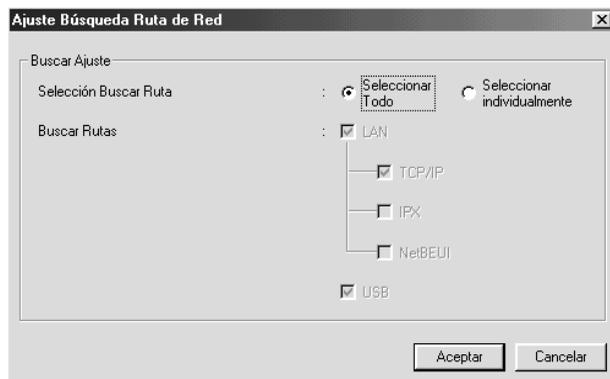 Ajuste Búsqueda Ruta de Red
Buscar Ajuste
Selección Buscar Ruta : Seleccionar Todo Seleccionar individualmente
Buscar Rutas : LAN
TCP/IP
IPX
NetBEUI
USB
Aceptar Cancelar